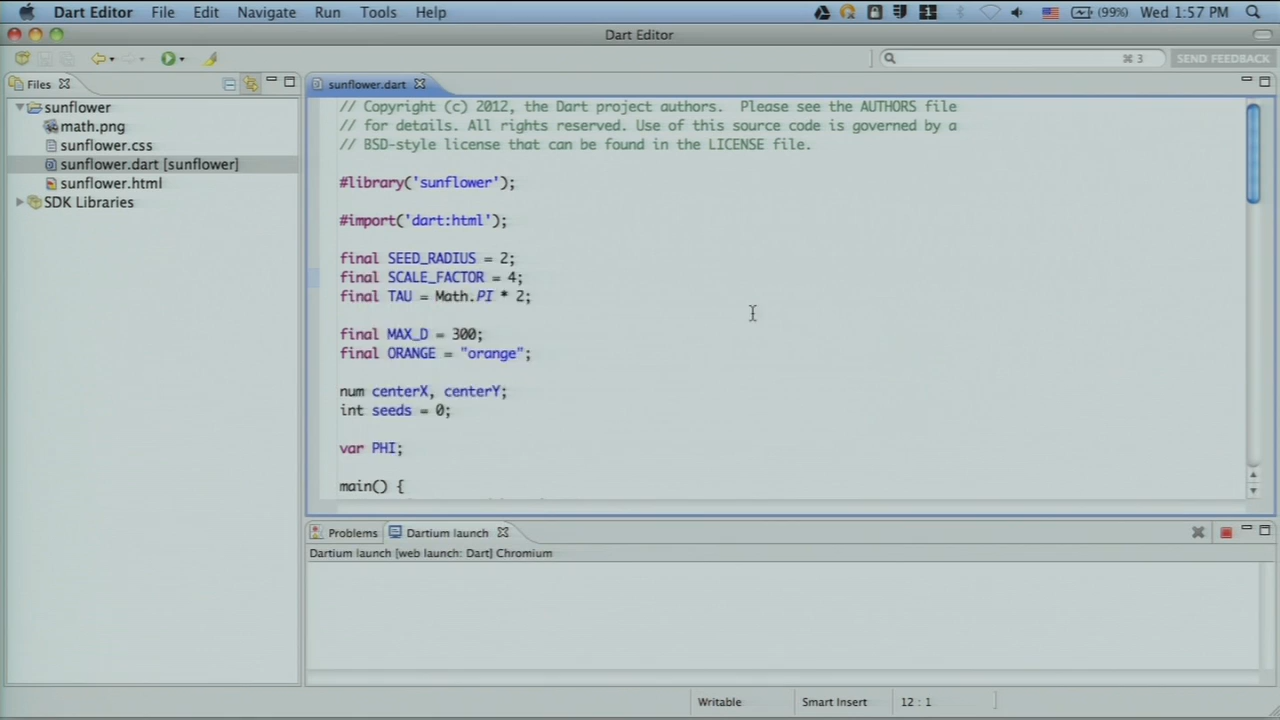 Dart Editor File Edit Navigate Run Tools Help (99%) Wed 1:57 PM
Dart Editor
⌘ 3 SEND FEEDBACK
Files
sunflower.dart
sunflower
math.png
sunflower.css
sunflower.dart [sunflower]
sunflower.html
SDK Libraries
// Copyright (c) 2012, the Dart project authors.  Please see the AUTHORS file
// for details. All rights reserved. Use of this source code is governed by a
// BSD-style license that can be found in the LICENSE file.
#library('sunflower');
#import('dart:html');
final SEED_RADIUS = 2;
final SCALE_FACTOR = 4;
final TAU = Math.PI * 2;
final MAX_D = 300;
final ORANGE = "orange";
num centerX, centerY;
int seeds = 0;
var PHI;
main() {
Problems Dartium launch
Dartium launch [web launch: Dart] Chromium
Writable Smart Insert 12 : 1